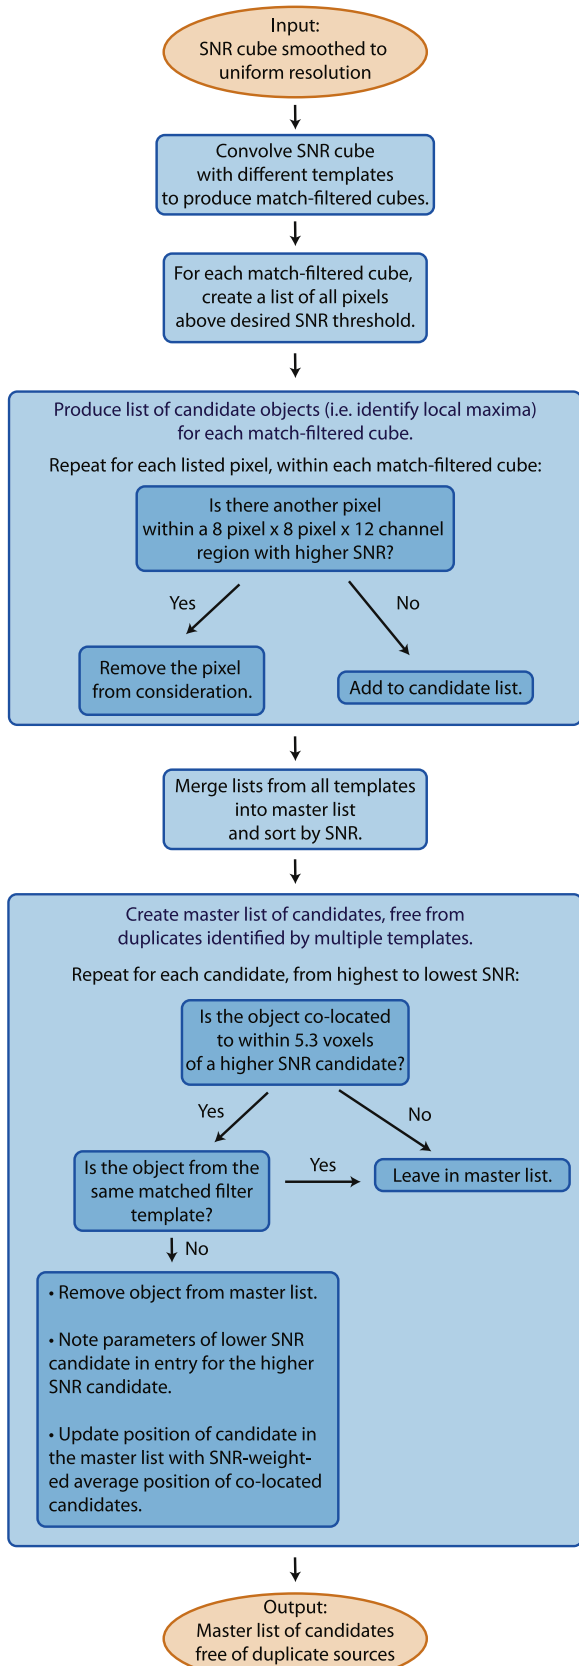 Input:
SNR cube smoothed to
uniform resolution
Convolve SNR cube
with different templates
to produce match-filtered cubes.
For each match-filtered cube,
create a list of all pixels
above desired SNR threshold.
Produce list of candidate objects (i.e. identify local maxima)
for each match-filtered cube.
Repeat for each listed pixel, within each match-filtered cube:
Is there another pixel
within a 8 pixel x 8 pixel x 12 channel
region with higher SNR?
Yes
No
Remove the pixel
from consideration.
Add to candidate list.
Merge lists from all templates
into master list
and sort by SNR.
Create master list of candidates, free from
duplicates identified by multiple templates.
Repeat for each candidate, from highest to lowest SNR:
Is the object co-located
to within 5.3 voxels
of a higher SNR candidate?
Yes
No
Is the object from the
same matched filter
template?
Yes
Leave in master list.
No
• Remove object from master list.
• Note parameters of lower SNR
candidate in entry for the higher
SNR candidate.
• Update position of candidate in
the master list with SNR-weight-
ed average position of co-located
candidates.
Output:
Master list of candidates
free of duplicate sources